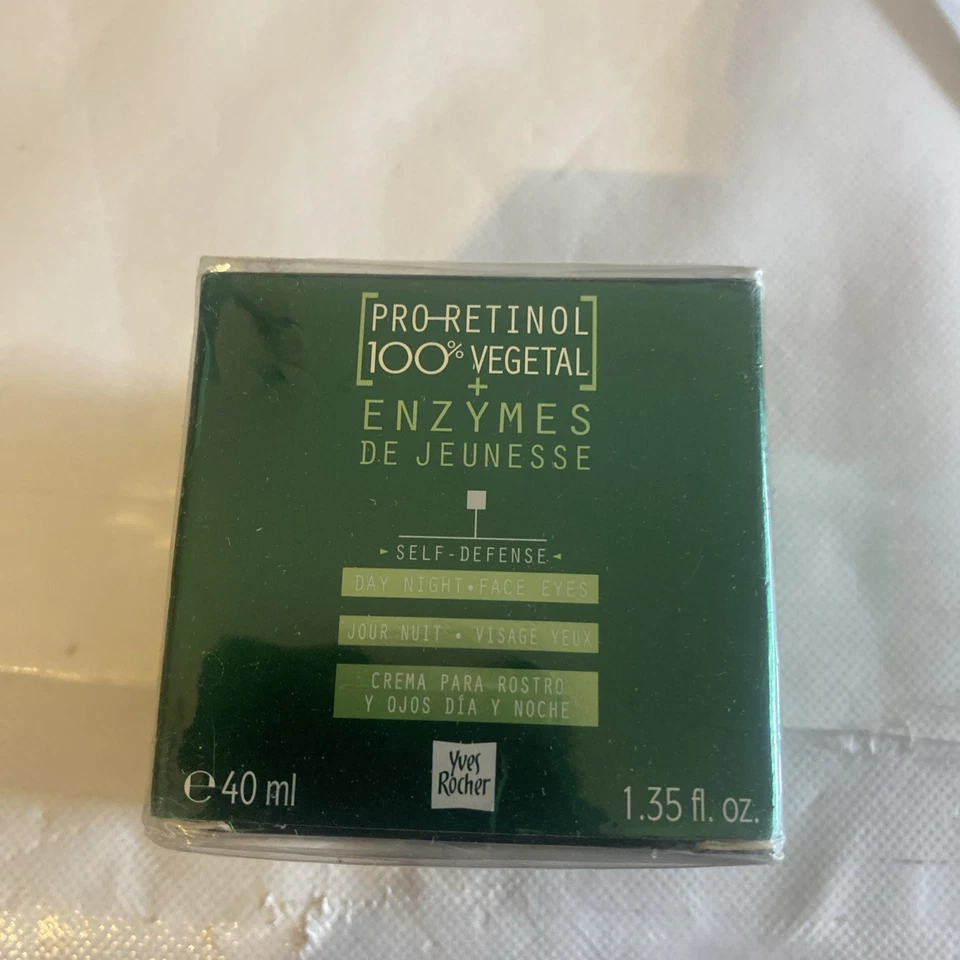 PRO-RETINOL
100% VEGETAL
+
ENZYMES
DE JEUNESSE
SELF-DEFENSE
DAY NIGHT • FACE EYES
JOUR NUIT • VISAGE YEUX
CREMA PARA ROSTRO
Y OJOS DÍA Y NOCHE
Yves
Rocher
℮ 40 ml
1.35 fl. oz.